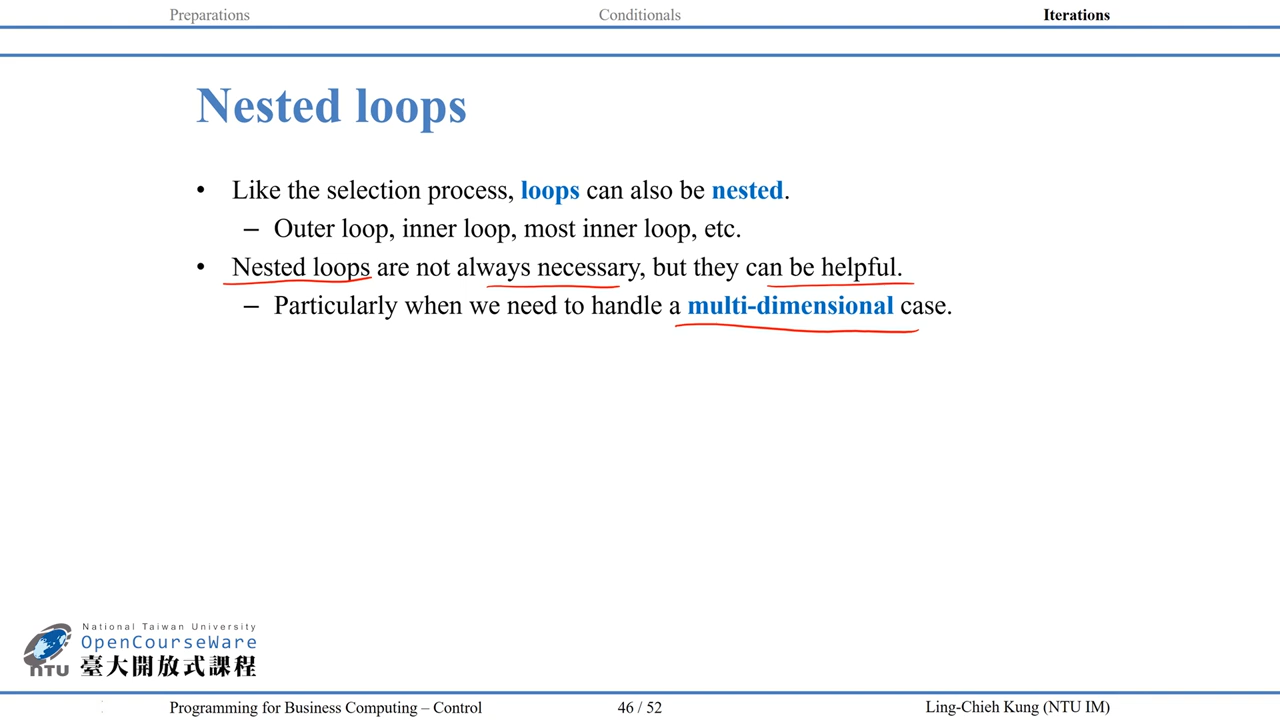 Preparations Conditionals Iterations
Nested loops
• Like the selection process, loops can also be nested.
– Outer loop, inner loop, most inner loop, etc.
• Nested loops are not always necessary, but they can be helpful.
– Particularly when we need to handle a multi-dimensional case.
National Taiwan University
OpenCourseWare
臺大開放式課程
NTU
Programming for Business Computing – Control 46 / 52 Ling-Chieh Kung (NTU IM)